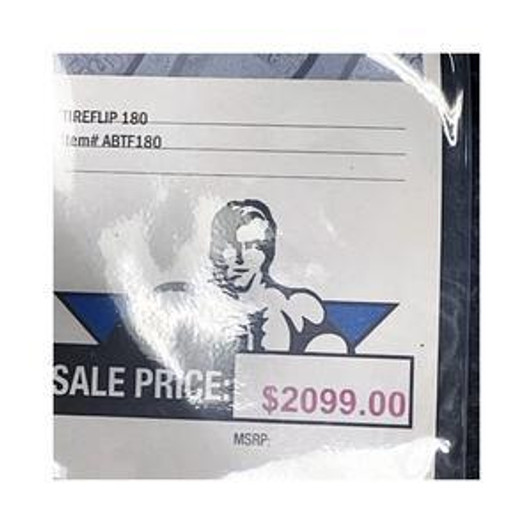 TIREFLIP 180
Item# ABTF180
SALE PRICE: $2099.00
MSRP: